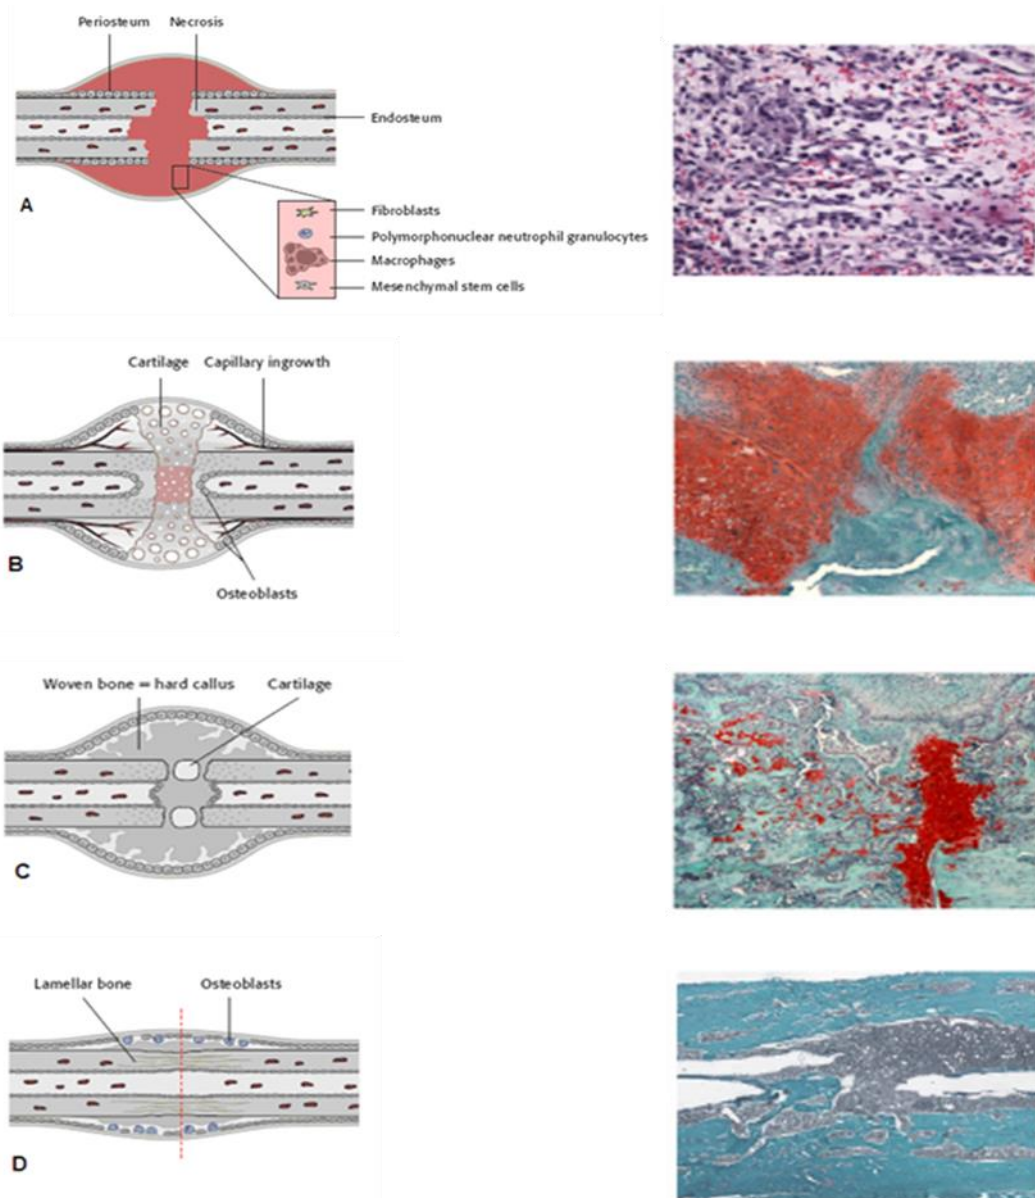 Periosteum Necrosis
Endosteum
A
Fibroblasts
Polymorphonuclear neutrophil granulocytes
Macrophages
Mesenchymal stem cells
Cartilage Capillary ingrowth
B
Osteoblasts
Woven bone = hard callus Cartilage
C
Lamellar bone Osteoblasts
D